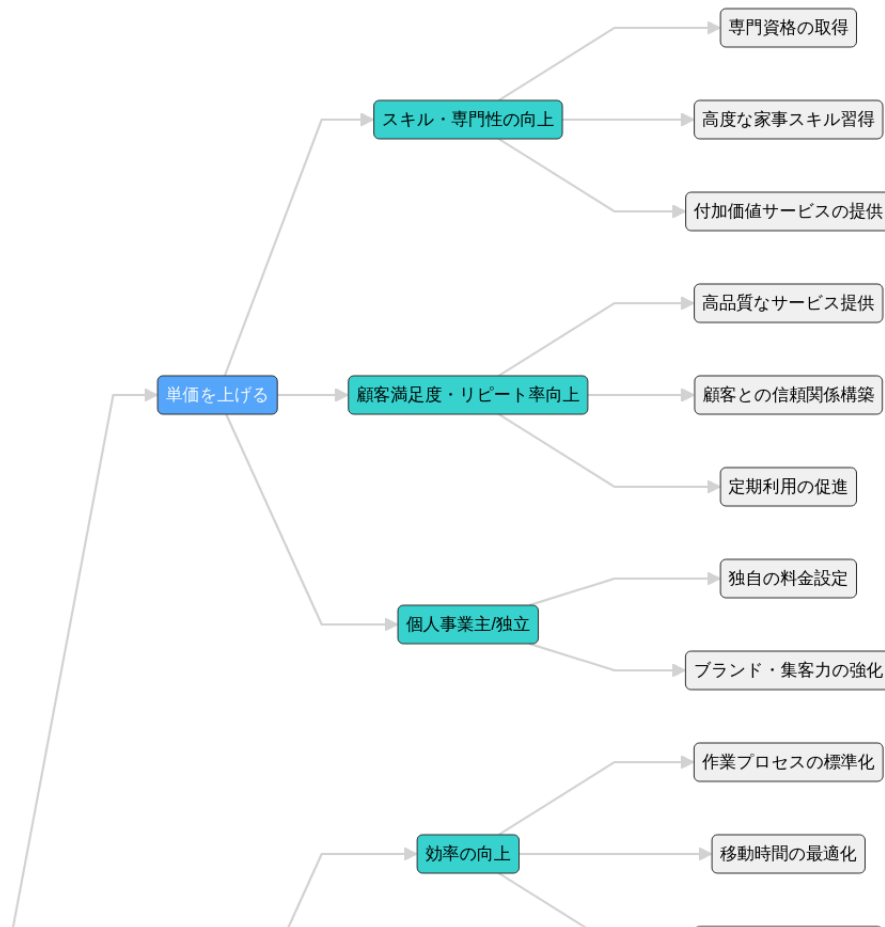 専門資格の取得
スキル・専門性の向上
高度な家事スキル習得
付加価値サービスの提供
高品質なサービス提供
単価を上げる
顧客満足度・リピート率向上
顧客との信頼関係構築
定期利用の促進
独自の料金設定
個人事業主/独立
ブランド・集客力の強化
作業プロセスの標準化
効率の向上
移動時間の最適化